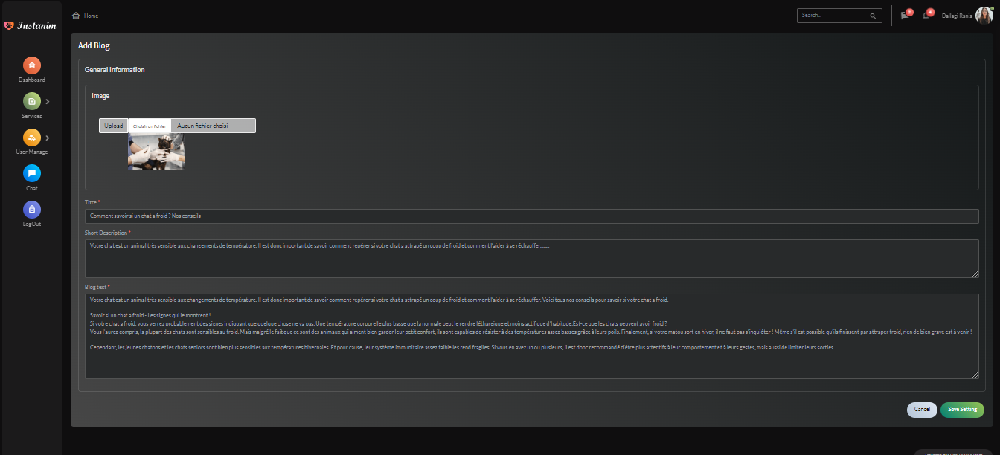 Instanim
Home
Search...
2
4
Dallagi Rania
Dashboard
Services
User Manage
Chat
LogOut
Add Blog
General Information
Image
Upload Choisir un fichier Aucun fichier choisi
Titre *
Comment savoir si un chat a froid ? Nos conseils
Short Description *
Votre chat est un animal très sensible aux changements de température. Il est donc important de savoir comment repérer si votre chat a attrapé un coup de froid et comment l'aider à se réchauffer.......
Blog text *
Votre chat est un animal très sensible aux changements de température. Il est donc important de savoir comment repérer si votre chat a attrapé un coup de froid et comment l'aider à se réchauffer. Voici tous nos conseils pour savoir si votre chat a froid.
Savoir si un chat a froid - Les signes qui le montrent !
Si votre chat a froid, vous verrez probablement des signes indiquant que quelque chose ne va pas. Une température corporelle plus basse que la normale peut le rendre léthargique et moins actif que d'habitude.Est-ce que les chats peuvent avoir froid ?
Vous l'aurez compris, la plupart des chats sont sensibles au froid. Mais malgré le fait que ce sont des animaux qui aiment bien garder leur petit confort, ils sont capables de résister à des températures assez basses grâce à leurs poils. Finalement, si votre matou sort en hiver, il ne faut pas s'inquiéter ! Même s'il est possible qu'ils finissent par attraper froid, rien de bien grave est à venir !
Cependant, les jeunes chatons et les chats seniors sont bien plus sensibles aux températures hivernales. Et pour cause, leur système immunitaire assez faible les rend fragiles. Si vous en avez un ou plusieurs, il est donc recommandé d'être plus attentifs à leur comportement et à leurs gestes, mais aussi de limiter leurs sorties.
Cancel
Save Setting